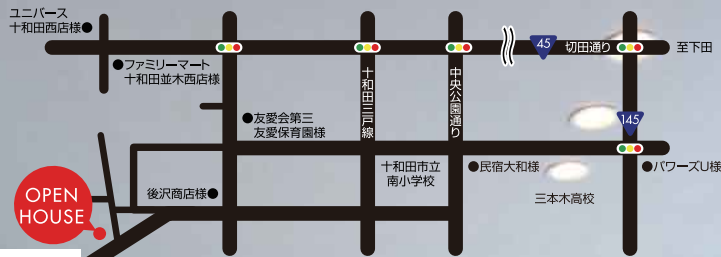 ユニバース
十和田西店様
ファミリーマート
十和田並木西店様
45
切田通り
至下田
十和田三戸線
中央公園通り
145
友愛会第三
友愛保育園様
十和田市立
南小学校
民宿大和様
パワーズU様
三本木高校
後沢商店様
OPEN
HOUSE